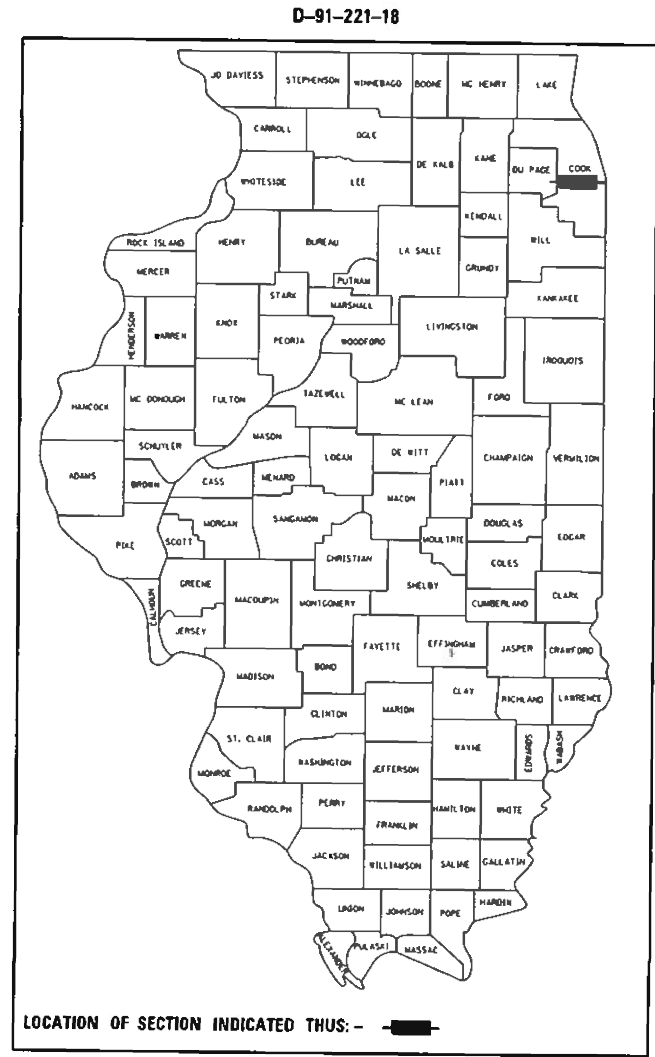 D-91-221-18
JO DAVIESS STEPHENSON WINNEBAGO BOONE MC HENRY LAKE
CARROLL OGLE
WHITESIDE LEE DE KALB KANE DU PAGE COOK
KENDALL WILL
ROCK ISLAND HENRY BUREAU LA SALLE GRUNDY
MERCER PUTNAM
STARK MARSHALL KANKAKEE
HENDERSON WARREN KNOX PEORIA WOODFORD LIVINGSTON IROQUOIS
HANCOCK MC DONOUGH FULTON TAZEWELL MC LEAN FORD
SCHUYLER MASON LOGAN DE WITT CHAMPAIGN VERMILION
ADAMS BROWN CASS MENARD MACON PIATT
PIKE SCOTT MORGAN SANGAMON MOULTRIE DOUGLAS EDGAR
CHRISTIAN COLES
CALHOUN GREENE MACOUPIN MONTGOMERY SHELBY CUMBERLAND CLARK
JERSEY FAYETTE EFFINGHAM JASPER CRAWFORD
MADISON BOND CLAY RICHLAND LAWRENCE
CLINTON MARION
ST. CLAIR WAYNE EDWARDS WABASH
MONROE WASHINGTON JEFFERSON
RANDOLPH PERRY HAMILTON WHITE
FRANKLIN
JACKSON WILLIAMSON SALINE GALLATIN
UNION JOHNSON POPE HARDIN
ALEXANDER PULASKI MASSAC
LOCATION OF SECTION INDICATED THUS: -